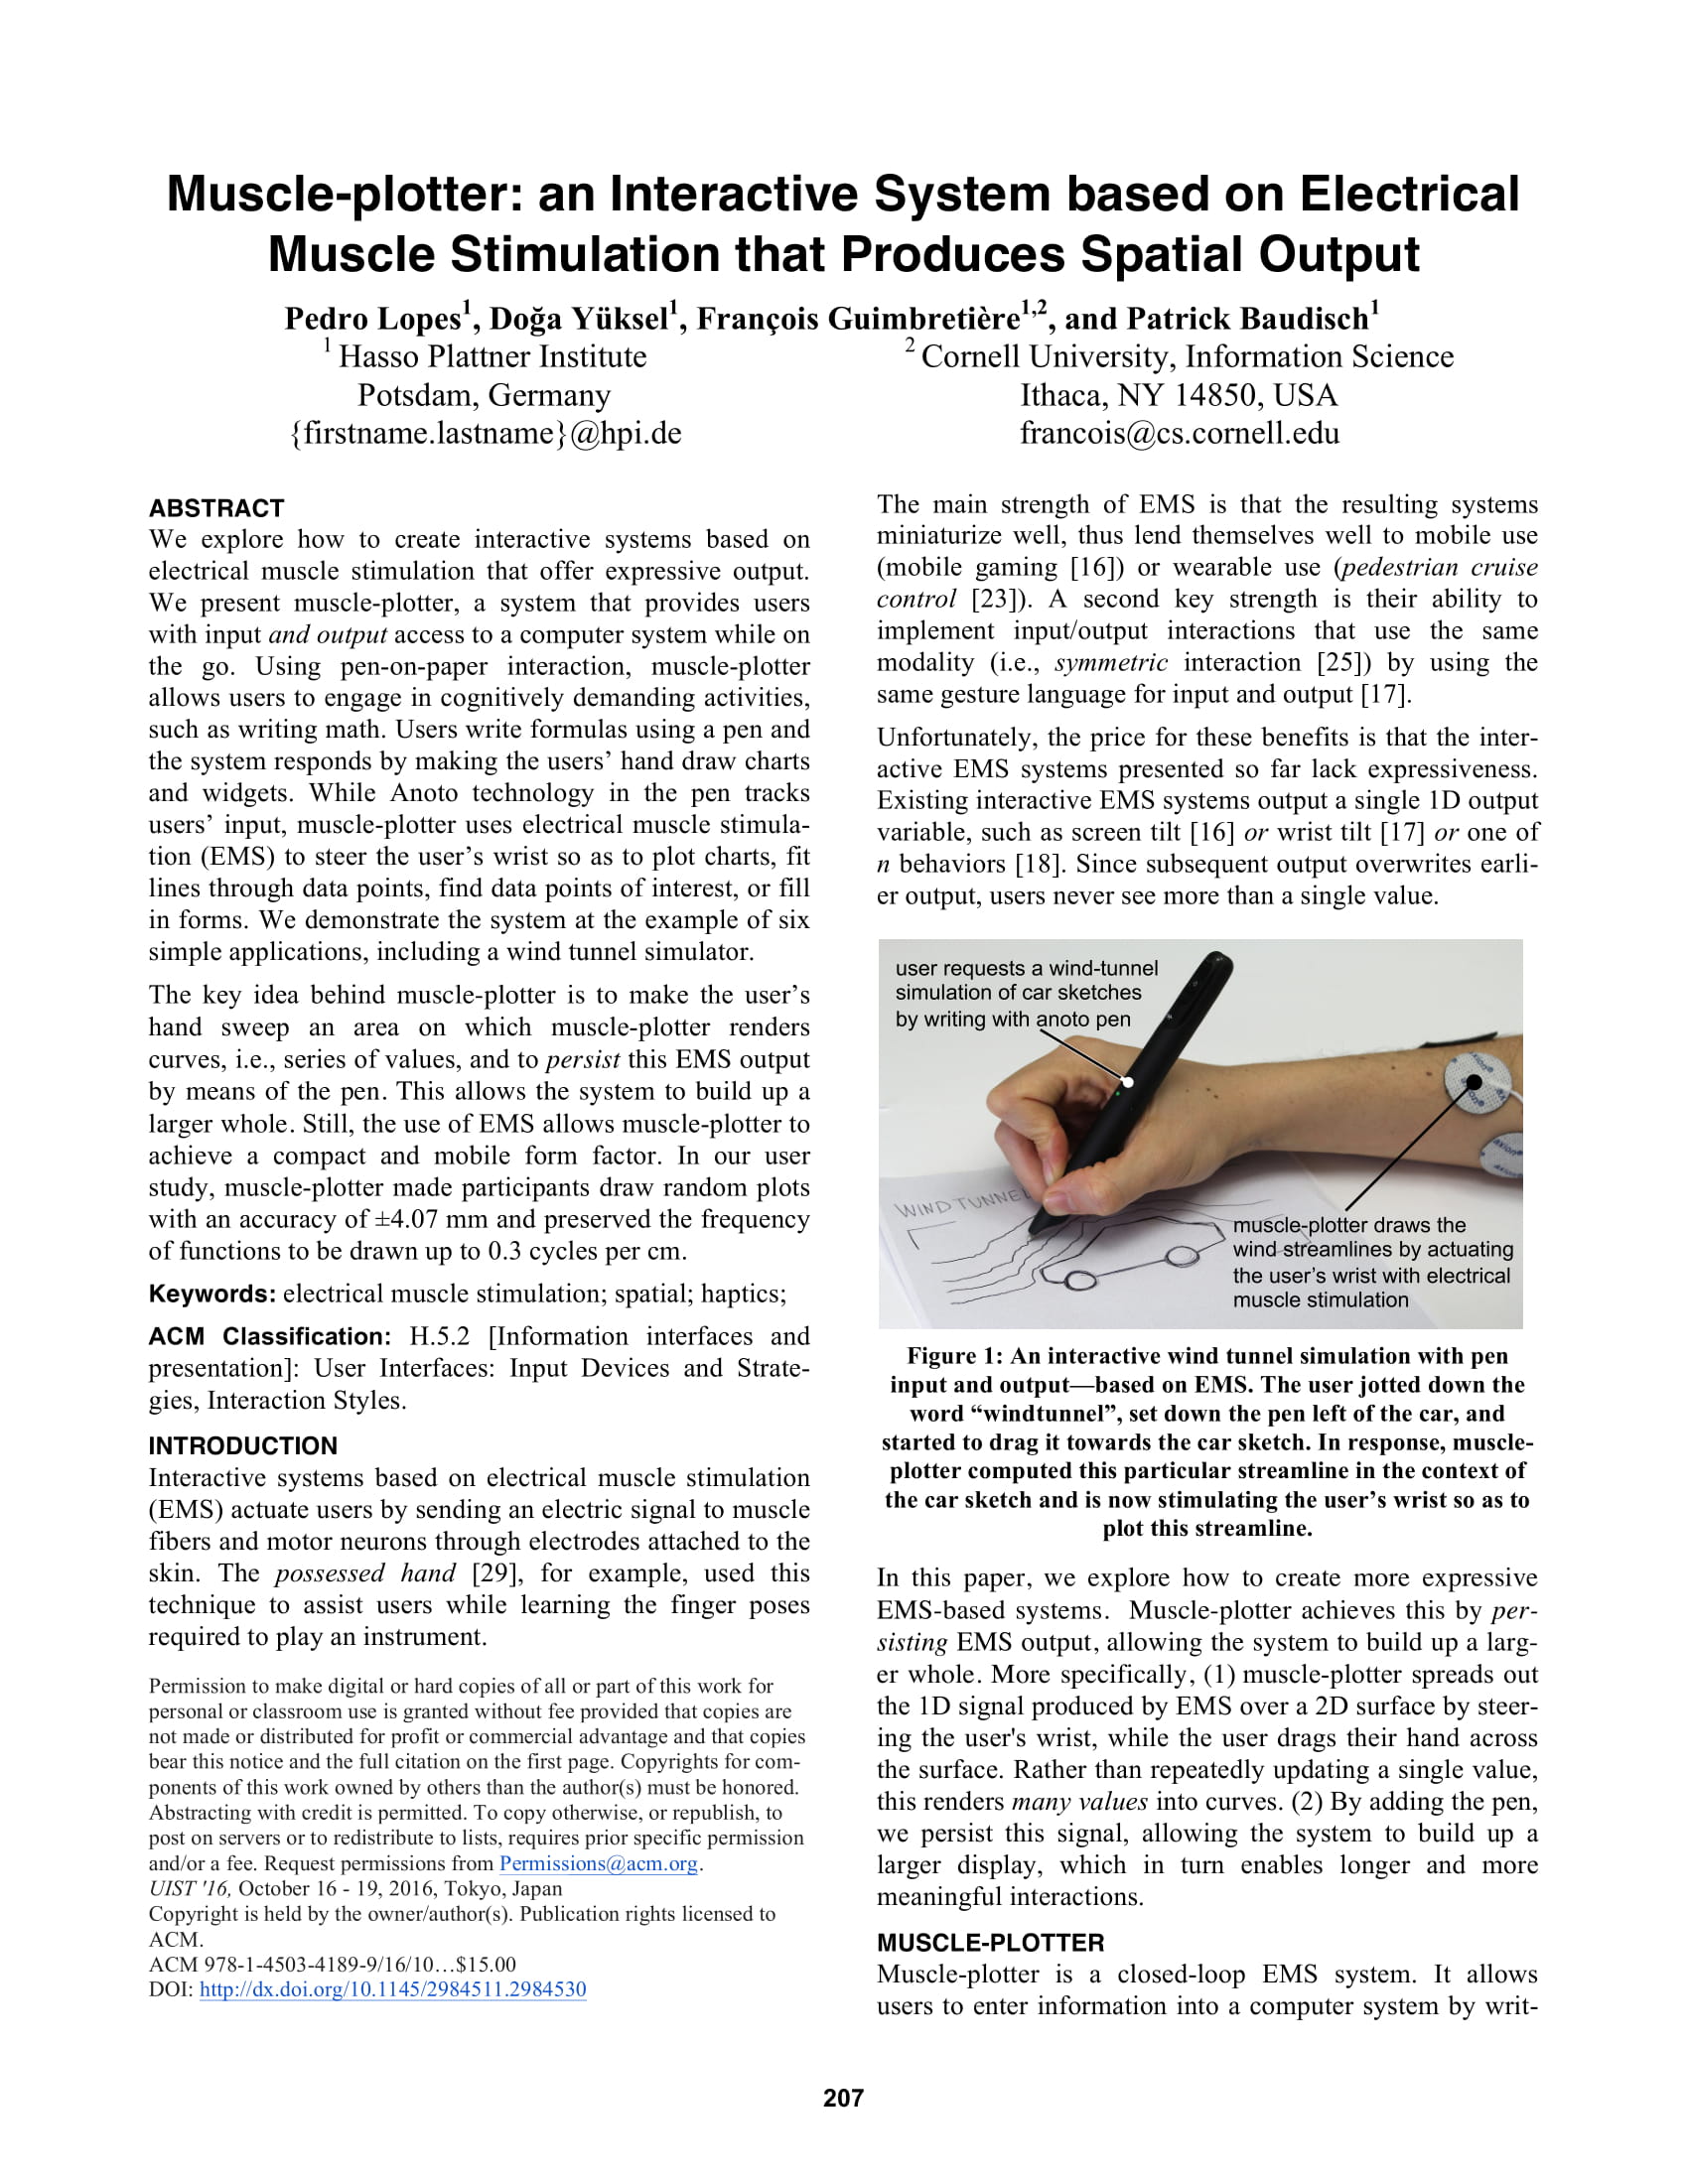 Muscle-plotter: an Interactive System based on Electrical
Muscle Stimulation that Produces Spatial Output
Pedro Lopes1, Doğa Yüksel1, François Guimbretière1,2, and Patrick Baudisch1
1 Hasso Plattner Institute
Potsdam, Germany
{firstname.lastname}@hpi.de
2 Cornell University, Information Science
Ithaca, NY 14850, USA
francois@cs.cornell.edu
ABSTRACT
We explore how to create interactive systems based on
electrical muscle stimulation that offer expressive output.
We present muscle-plotter, a system that provides users
with input and output access to a computer system while on
the go. Using pen-on-paper interaction, muscle-plotter
allows users to engage in cognitively demanding activities,
such as writing math. Users write formulas using a pen and
the system responds by making the users' hand draw charts
and widgets. While Anoto technology in the pen tracks
users' input, muscle-plotter uses electrical muscle stimula-
tion (EMS) to steer the user's wrist so as to plot charts, fit
lines through data points, find data points of interest, or fill
in forms. We demonstrate the system at the example of six
simple applications, including a wind tunnel simulator.
The key idea behind muscle-plotter is to make the user's
hand sweep an area on which muscle-plotter renders
curves, i.e., series of values, and to persist this EMS output
by means of the pen. This allows the system to build up a
larger whole. Still, the use of EMS allows muscle-plotter to
achieve a compact and mobile form factor. In our user
study, muscle-plotter made participants draw random plots
with an accuracy of ±4.07 mm and preserved the frequency
of functions to be drawn up to 0.3 cycles per cm.
Keywords: electrical muscle stimulation; spatial; haptics;
ACM Classification: H.5.2 [Information interfaces and
presentation]: User Interfaces: Input Devices and Strate-
gies, Interaction Styles.
INTRODUCTION
Interactive systems based on electrical muscle stimulation
(EMS) actuate users by sending an electric signal to muscle
fibers and motor neurons through electrodes attached to the
skin. The possessed hand [29], for example, used this
technique to assist users while learning the finger poses
required to play an instrument.
Permission to make digital or hard copies of all or part of this work for
personal or classroom use is granted without fee provided that copies are
not made or distributed for profit or commercial advantage and that copies
bear this notice and the full citation on the first page. Copyrights for com-
ponents of this work owned by others than the author(s) must be honored.
Abstracting with credit is permitted. To copy otherwise, or republish, to
post on servers or to redistribute to lists, requires prior specific permission
and/or a fee. Request permissions from Permissions@acm.org.
UIST '16, October 16 - 19, 2016, Tokyo, Japan
Copyright is held by the owner/author(s). Publication rights licensed to
ACM.
ACM 978-1-4503-4189-9/16/10…$15.00
DOI: http://dx.doi.org/10.1145/2984511.2984530
The main strength of EMS is that the resulting systems
miniaturize well, thus lend themselves well to mobile use
(mobile gaming [16]) or wearable use (pedestrian cruise
control [23]). A second key strength is their ability to
implement input/output interactions that use the same
modality (i.e., symmetric interaction [25]) by using the
same gesture language for input and output [17].
Unfortunately, the price for these benefits is that the inter-
active EMS systems presented so far lack expressiveness.
Existing interactive EMS systems output a single 1D output
variable, such as screen tilt [16] or wrist tilt [17] or one of
n behaviors [18]. Since subsequent output overwrites earli-
er output, users never see more than a single value.
user requests a wind-tunnel
simulation of car sketches
by writing with anoto pen
axion
axion
WIND TUNNEL
muscle-plotter draws the
wind streamlines by actuating
the user's wrist with electrical
muscle stimulation
Figure 1: An interactive wind tunnel simulation with pen
input and output—based on EMS. The user jotted down the
word “windtunnel”, set down the pen left of the car, and
started to drag it towards the car sketch. In response, muscle-
plotter computed this particular streamline in the context of
the car sketch and is now stimulating the user's wrist so as to
plot this streamline.
In this paper, we explore how to create more expressive
EMS-based systems. Muscle-plotter achieves this by per-
sisting EMS output, allowing the system to build up a larg-
er whole. More specifically, (1) muscle-plotter spreads out
the 1D signal produced by EMS over a 2D surface by steer-
ing the user's wrist, while the user drags their hand across
the surface. Rather than repeatedly updating a single value,
this renders many values into curves. (2) By adding the pen,
we persist this signal, allowing the system to build up a
larger display, which in turn enables longer and more
meaningful interactions.
MUSCLE-PLOTTER
Muscle-plotter is a closed-loop EMS system. It allows
users to enter information into a computer system by writ-
207